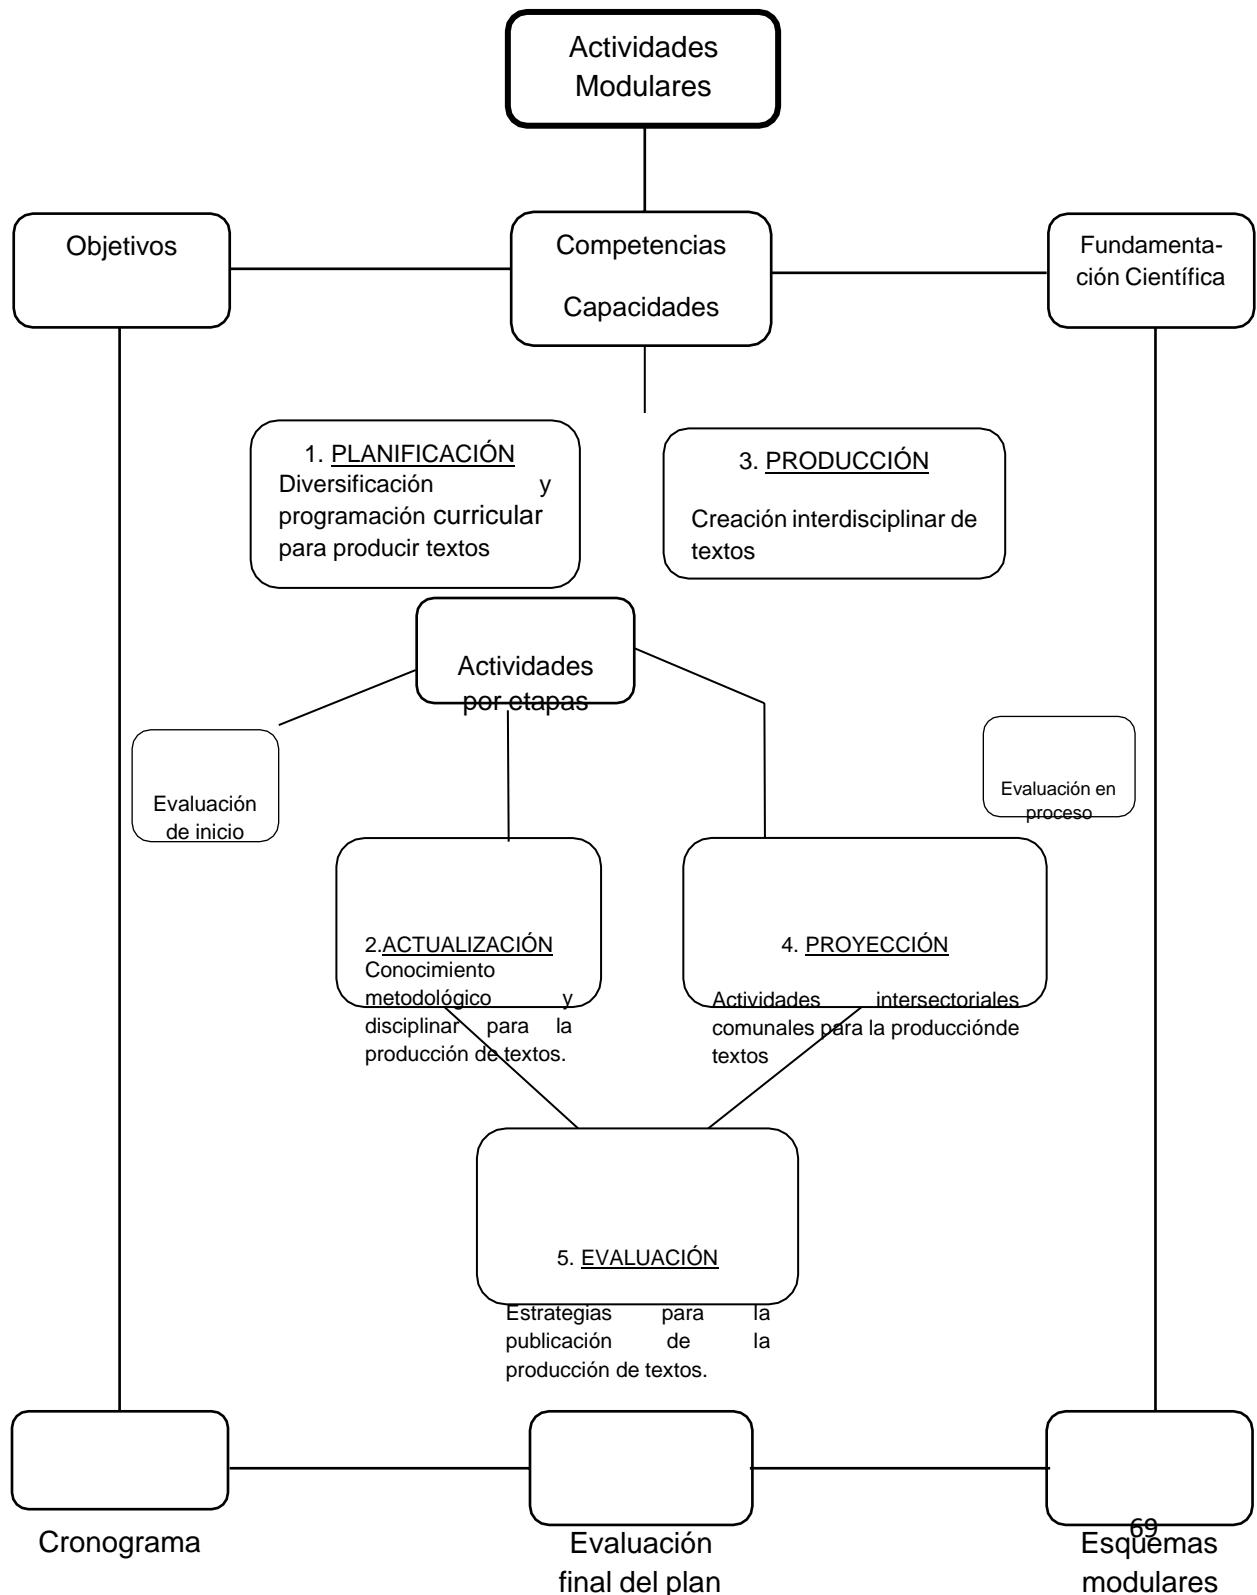 Actividades
Modulares
Objetivos
Competencias
Capacidades
Fundamenta-
ción Científica
1. PLANIFICACIÓN
Diversificación y
programación curricular
para producir textos
3. PRODUCCIÓN
Creación interdisciplinar de
textos
Actividades
por etapas
Evaluación
de inicio
Evaluación en
proceso
2.ACTUALIZACIÓN
Conocimiento
metodológico y
disciplinar para la
producción de textos.
4. PROYECCIÓN
Actividades intersectoriales
comunales para la producciónde
textos
5. EVALUACIÓN
Estrategias para la
publicación de la
producción de textos.
Cronograma
Evaluación
final del plan
69
Esquemas
modulares